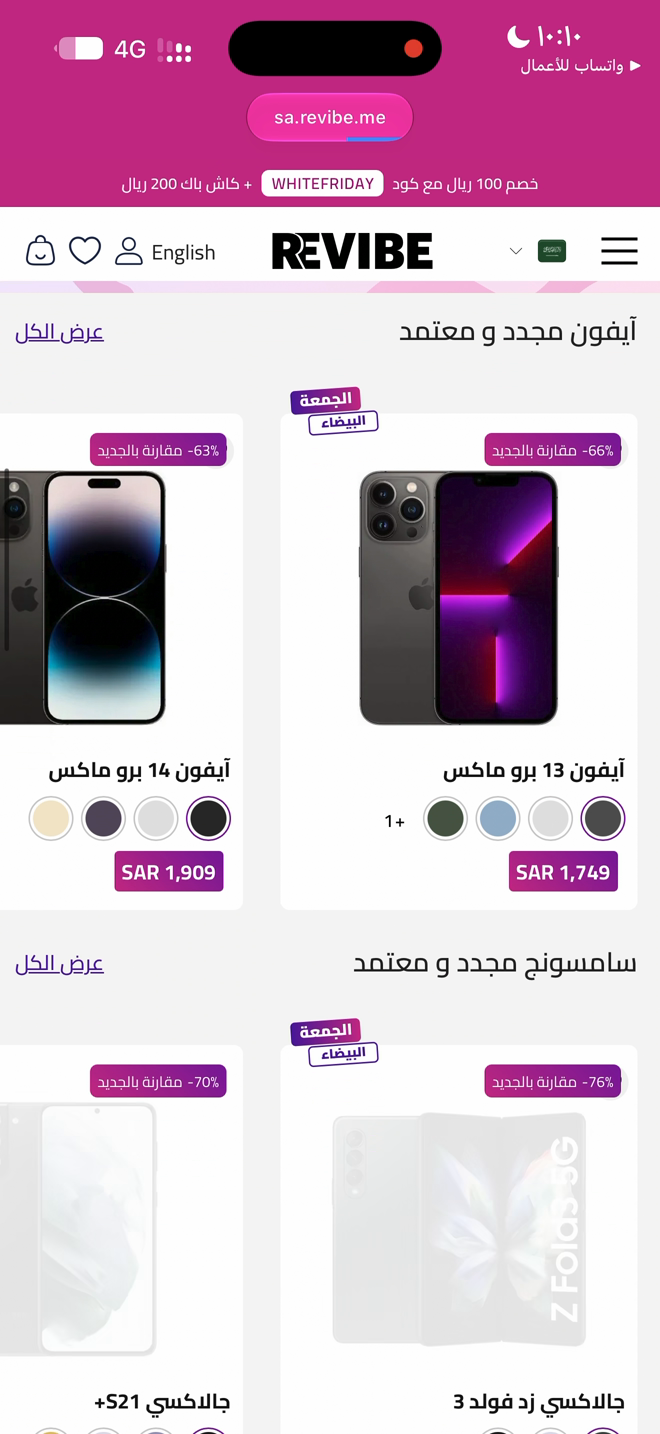 ١٠:١٠
4G
◀ واتساب للأعمال
sa.revibe.me
خصم 100 ريال مع كود WHITEFRIDAY + كاش باك 200 ريال
REVIBE
English
آيفون مجدد و معتمد
عرض الكل
الجمعة
البيضاء
-66% مقارنة بالجديد
آيفون 13 برو ماكس
+1
SAR 1,749
-63% مقارنة بالجديد
آيفون 14 برو ماكس
SAR 1,909
سامسونج مجدد و معتمد
عرض الكل
الجمعة
البيضاء
-76% مقارنة بالجديد
Z Fold3 5G
جالاكسي زد فولد 3
-70% مقارنة بالجديد
جالاكسي S21+